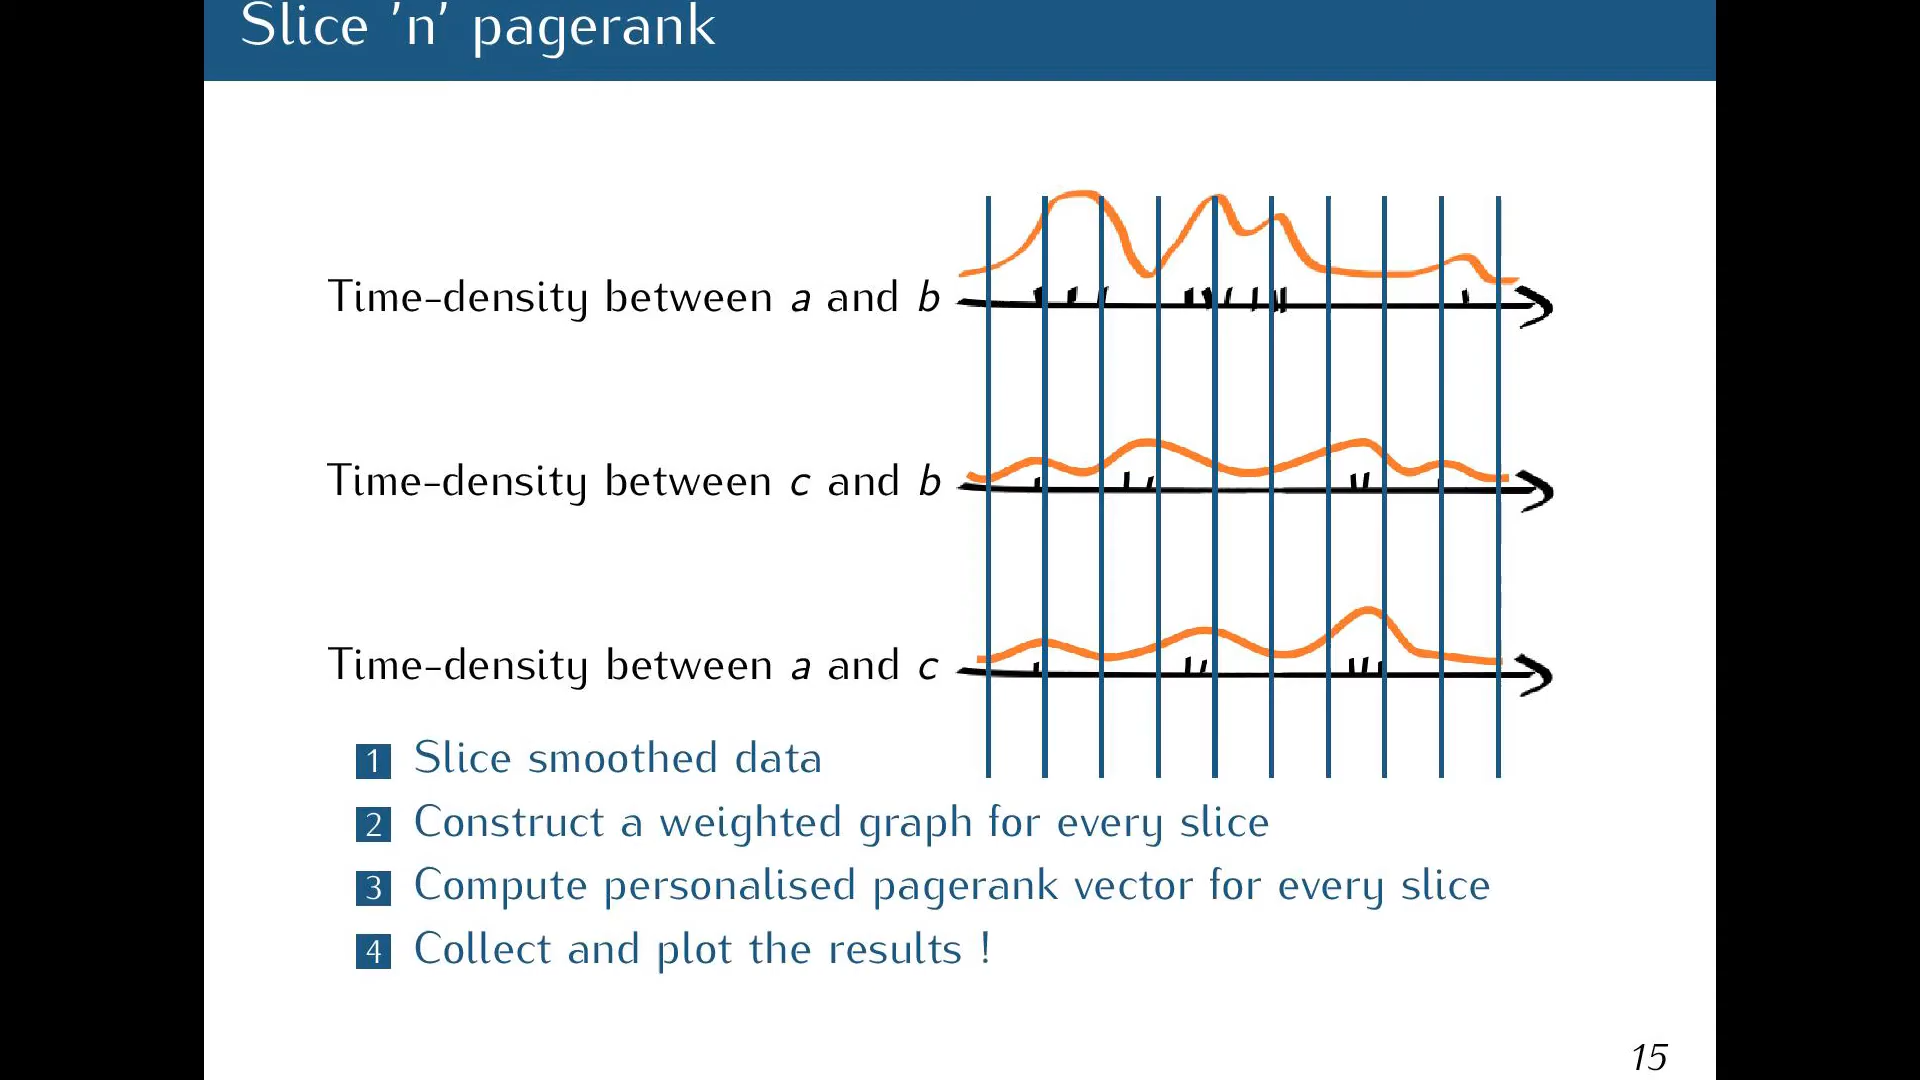 Slice 'n' pagerank
Time-density between a and b
Time-density between c and b
Time-density between a and c
1 Slice smoothed data
2 Construct a weighted graph for every slice
3 Compute personalised pagerank vector for every slice
4 Collect and plot the results !
15